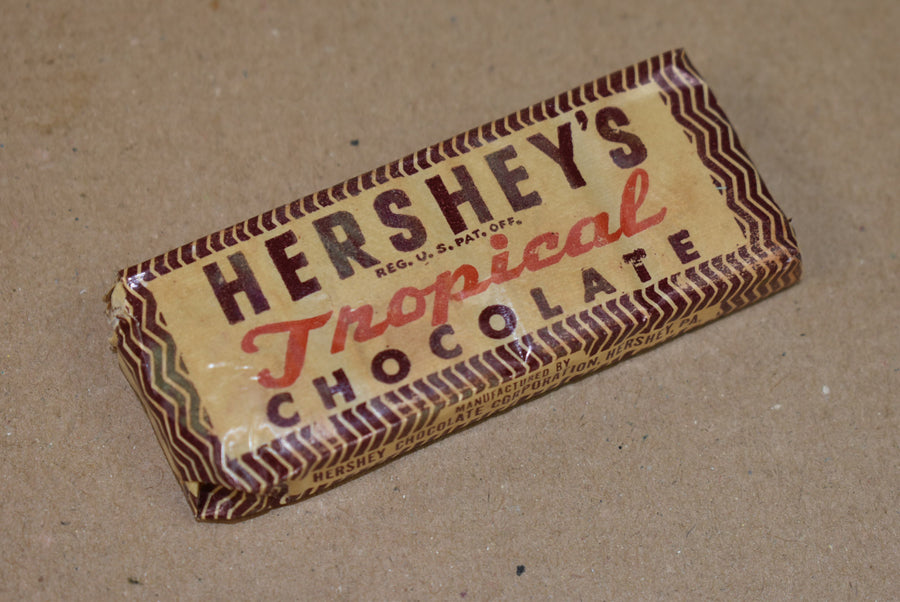 HERSHEY'S
REG. U. S. PAT. OFF.
Tropical
CHOCOLATE
MANUFACTURED BY
HERSHEY CHOCOLATE CORPORATION, HERSHEY, PA.